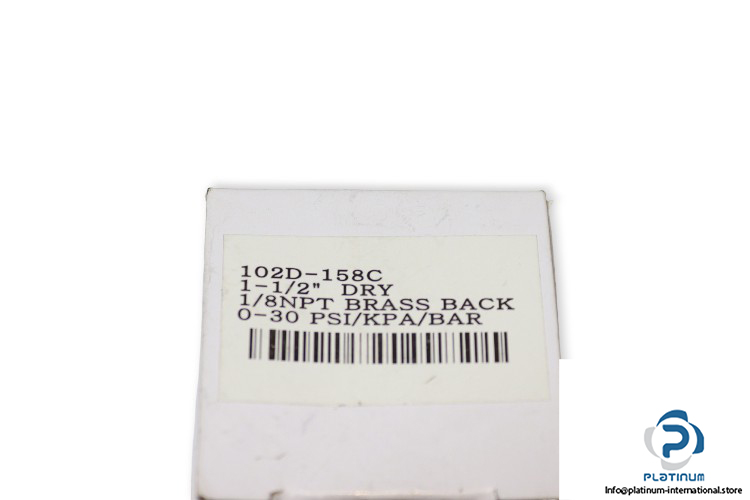 102D-158C
1-1/2" DRY
1/8NPT BRASS BACK
0-30 PSI/KPA/BAR
PLATINUM
Info@platinum-international.store